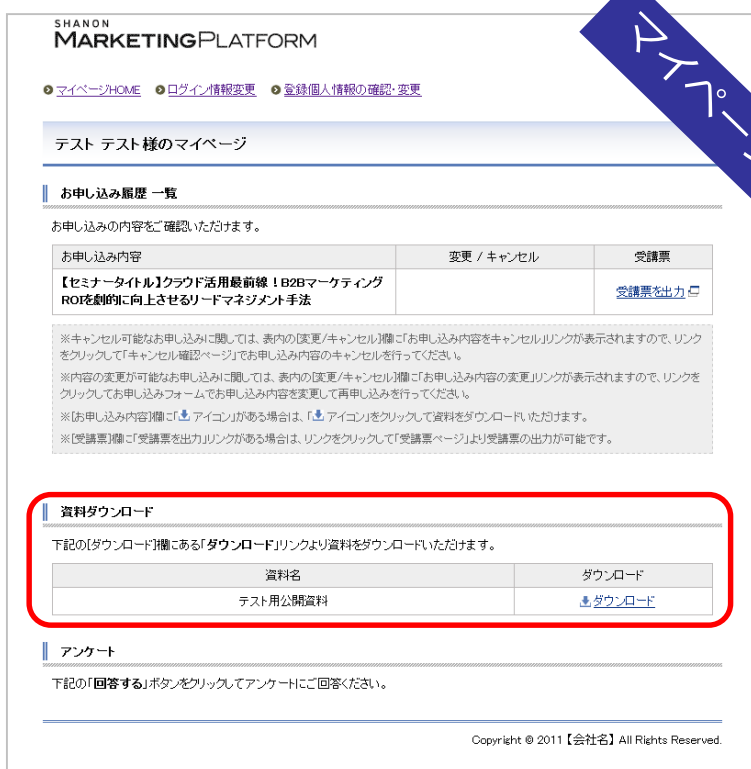 SHANON
MARKETINGPLATFORM
マイページ
マイページHOME ログイン情報変更 登録個人情報の確認・変更
テスト テスト様のマイページ
お申し込み履歴 一覧
お申し込みの内容をご確認いただけます。
お申し込み内容 変更 / キャンセル 受講票
【セミナータイトル】クラウド活用最前線!B2Bマーケティング
ROIを劇的に向上させるリードマネジメント手法
受講票を出力
※キャンセル可能なお申し込みに関しては、表内の[変更/キャンセル]欄に「お申し込み内容をキャンセル」リンクが表示されますので、リンク
をクリックして「キャンセル確認ページ」でお申し込み内容のキャンセルを行ってください。
※内容の変更が可能なお申し込みに関しては、表内の[変更/キャンセル]欄に「お申し込み内容の変更」リンクが表示されますので、リンクを
クリックしてお申し込みフォームでお申し込み内容を変更して再申し込みを行ってください。
※[お申し込み内容]欄に「アイコン」がある場合は、「アイコン」をクリックして資料をダウンロードいただけます。
※[受講票]欄に「受講票を出力」リンクがある場合は、リンクをクリックして「受講票ページ」より受講票の出力が可能です。
資料ダウンロード
下記の[ダウンロード]欄にある「ダウンロード」リンクより資料をダウンロードいただけます。
資料名 ダウンロード
テスト用公開資料 ダウンロード
アンケート
下記の「回答する」ボタンをクリックしてアンケートにご回答ください。
Copyright © 2011【会社名】All Rights Reserved.